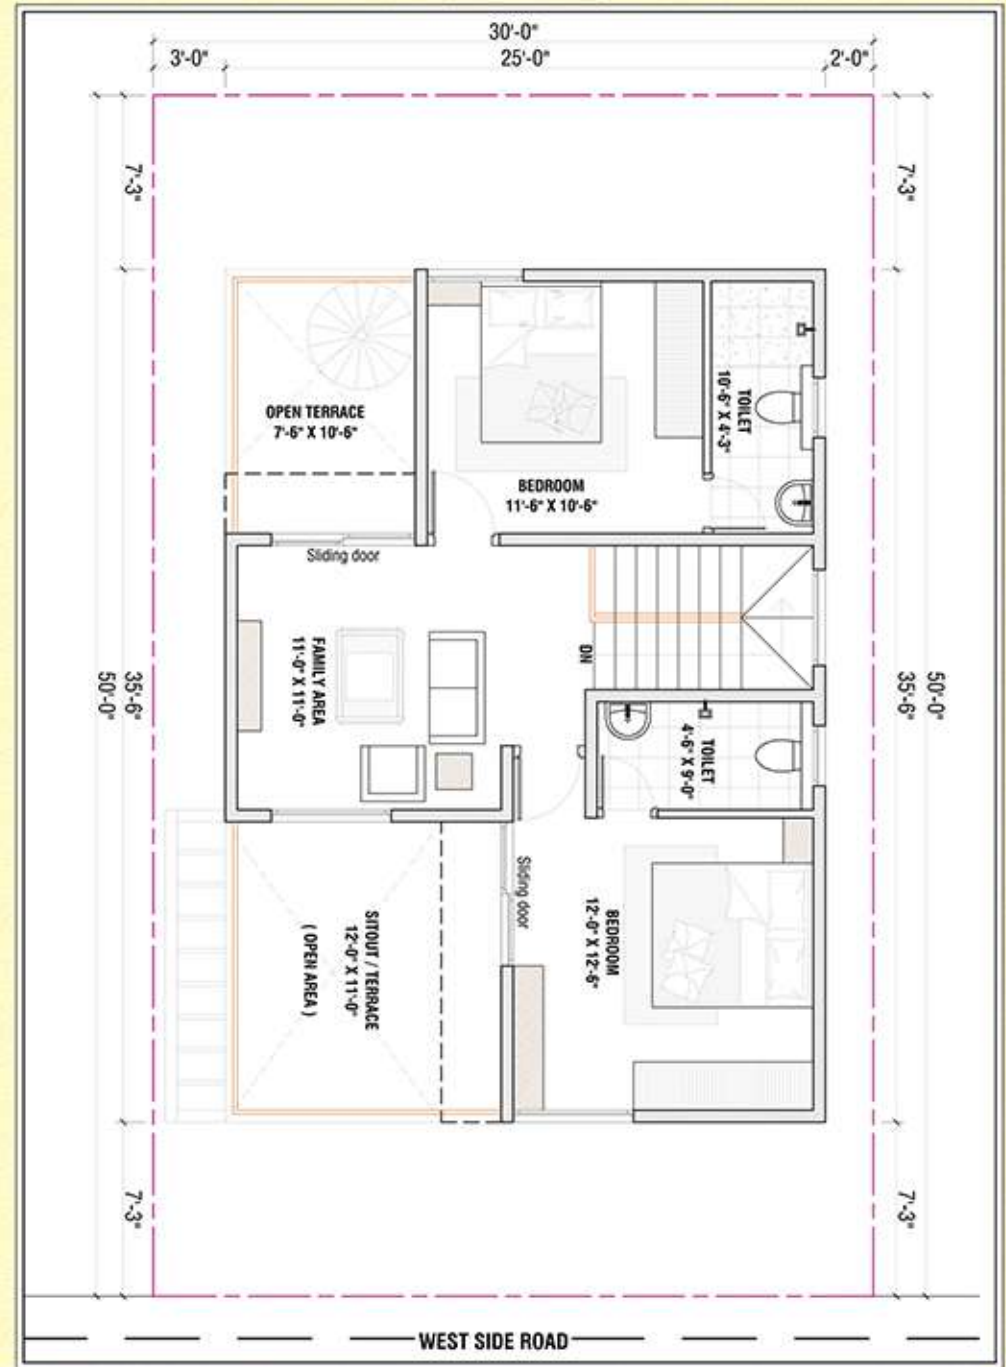 30'-0"
3'-0"
25'-0"
2'-0"
7'-3"
7'-3"
OPEN TERRACE
7'-6" X 10'-6"
TOILET
10'-6" X 4'-3"
BEDROOM
11'-6" X 10'-6"
Sliding door
FAMILY AREA
11'-0" X 11'-0"
DN
50'-0"
35'-6"
35'-6"
50'-0"
TOILET
4'-6" X 9'-0"
Sliding door
SITOUT / TERRACE
12'-0" X 11'-0"
( OPEN AREA )
BEDROOM
12'-0" X 12'-6"
7'-3"
7'-3"
WEST SIDE ROAD